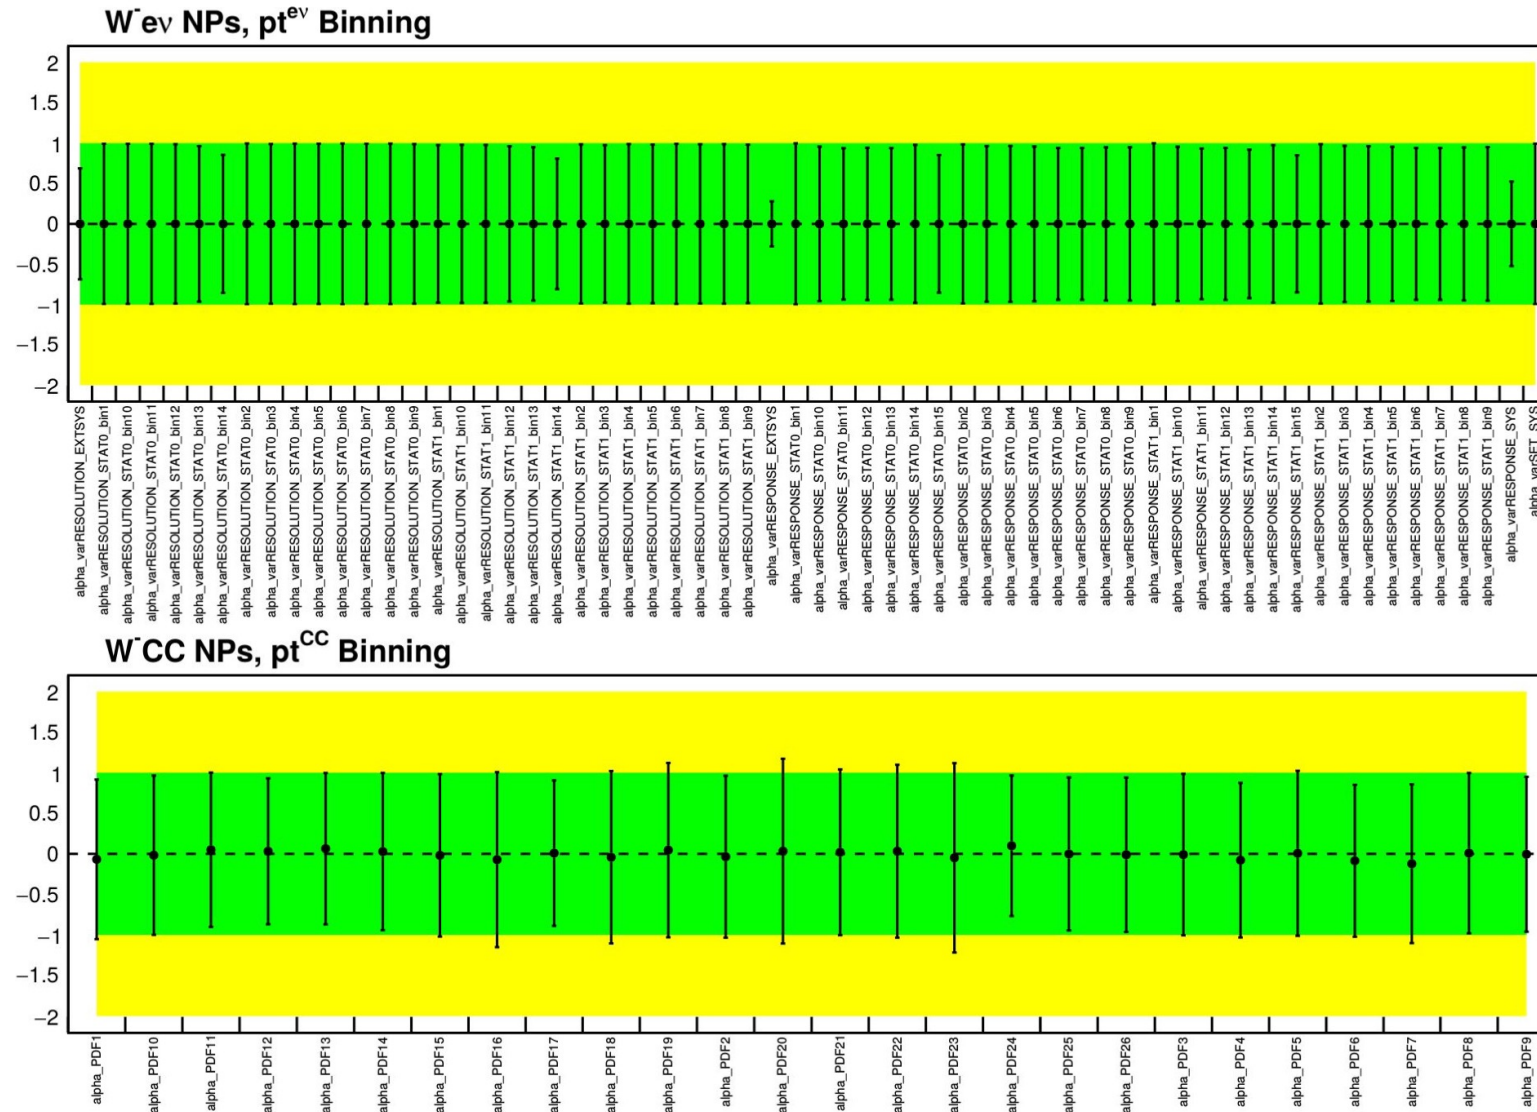 W⁻eν NPs, pt^eν Binning
2
1.5
1
0.5
0
−0.5
−1
−1.5
−2
alpha_varRESOLUTION_EXTSYS
alpha_varRESOLUTION_STAT0_bin1
alpha_varRESOLUTION_STAT0_bin10
alpha_varRESOLUTION_STAT0_bin11
alpha_varRESOLUTION_STAT0_bin12
alpha_varRESOLUTION_STAT0_bin13
alpha_varRESOLUTION_STAT0_bin14
alpha_varRESOLUTION_STAT0_bin2
alpha_varRESOLUTION_STAT0_bin3
alpha_varRESOLUTION_STAT0_bin4
alpha_varRESOLUTION_STAT0_bin5
alpha_varRESOLUTION_STAT0_bin6
alpha_varRESOLUTION_STAT0_bin7
alpha_varRESOLUTION_STAT0_bin8
alpha_varRESOLUTION_STAT0_bin9
alpha_varRESOLUTION_STAT1_bin1
alpha_varRESOLUTION_STAT1_bin10
alpha_varRESOLUTION_STAT1_bin11
alpha_varRESOLUTION_STAT1_bin12
alpha_varRESOLUTION_STAT1_bin13
alpha_varRESOLUTION_STAT1_bin14
alpha_varRESOLUTION_STAT1_bin2
alpha_varRESOLUTION_STAT1_bin3
alpha_varRESOLUTION_STAT1_bin4
alpha_varRESOLUTION_STAT1_bin5
alpha_varRESOLUTION_STAT1_bin6
alpha_varRESOLUTION_STAT1_bin7
alpha_varRESOLUTION_STAT1_bin8
alpha_varRESOLUTION_STAT1_bin9
alpha_varRESPONSE_EXTSYS
alpha_varRESPONSE_STAT0_bin1
alpha_varRESPONSE_STAT0_bin10
alpha_varRESPONSE_STAT0_bin11
alpha_varRESPONSE_STAT0_bin12
alpha_varRESPONSE_STAT0_bin13
alpha_varRESPONSE_STAT0_bin14
alpha_varRESPONSE_STAT0_bin15
alpha_varRESPONSE_STAT0_bin2
alpha_varRESPONSE_STAT0_bin3
alpha_varRESPONSE_STAT0_bin4
alpha_varRESPONSE_STAT0_bin5
alpha_varRESPONSE_STAT0_bin6
alpha_varRESPONSE_STAT0_bin7
alpha_varRESPONSE_STAT0_bin8
alpha_varRESPONSE_STAT0_bin9
alpha_varRESPONSE_STAT1_bin1
alpha_varRESPONSE_STAT1_bin10
alpha_varRESPONSE_STAT1_bin11
alpha_varRESPONSE_STAT1_bin12
alpha_varRESPONSE_STAT1_bin13
alpha_varRESPONSE_STAT1_bin14
alpha_varRESPONSE_STAT1_bin15
alpha_varRESPONSE_STAT1_bin2
alpha_varRESPONSE_STAT1_bin3
alpha_varRESPONSE_STAT1_bin4
alpha_varRESPONSE_STAT1_bin5
alpha_varRESPONSE_STAT1_bin6
alpha_varRESPONSE_STAT1_bin7
alpha_varRESPONSE_STAT1_bin8
alpha_varRESPONSE_STAT1_bin9
alpha_varRESPONSE_SYS
alpha_varSET_SYS
W⁻CC NPs, pt^CC Binning
2
1.5
1
0.5
0
−0.5
−1
−1.5
−2
alpha_PDF1
alpha_PDF10
alpha_PDF11
alpha_PDF12
alpha_PDF13
alpha_PDF14
alpha_PDF15
alpha_PDF16
alpha_PDF17
alpha_PDF18
alpha_PDF19
alpha_PDF2
alpha_PDF20
alpha_PDF21
alpha_PDF22
alpha_PDF23
alpha_PDF24
alpha_PDF25
alpha_PDF26
alpha_PDF3
alpha_PDF4
alpha_PDF5
alpha_PDF6
alpha_PDF7
alpha_PDF8
alpha_PDF9